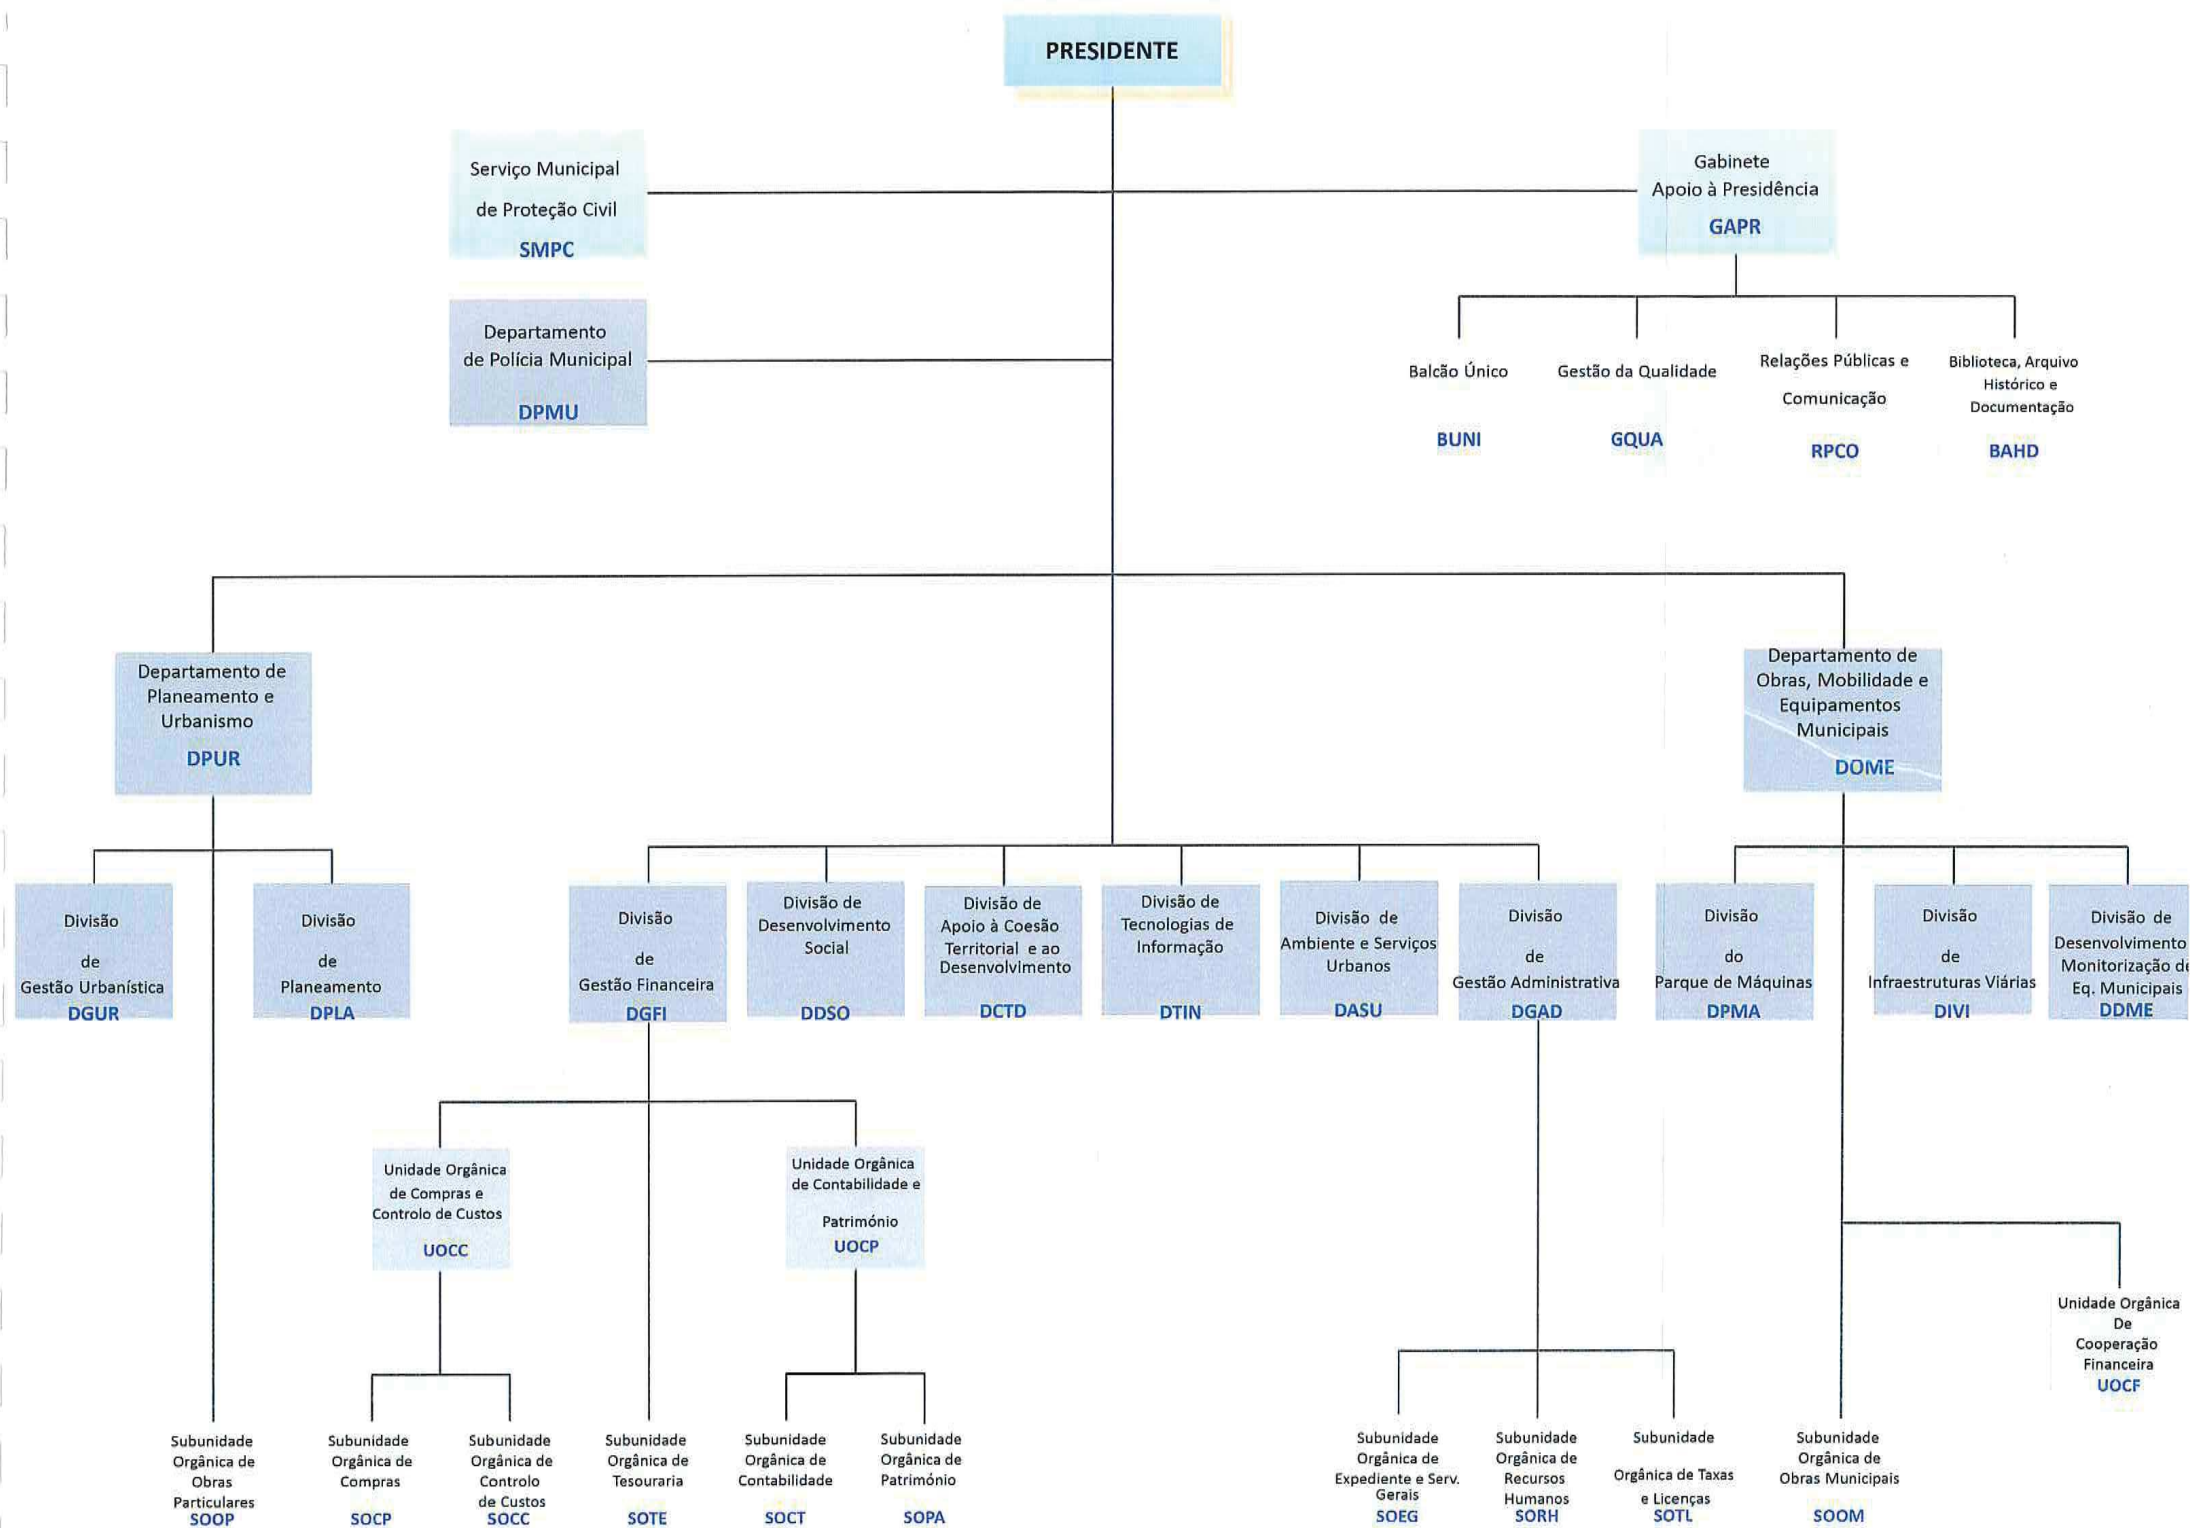 PRESIDENTE
Serviço Municipal
de Proteção Civil
SMPC
Gabinete
Apoio à Presidência
GAPR
Departamento
de Polícia Municipal
DPMU
Balcão Único
BUNI
Gestão da Qualidade
GQUA
Relações Públicas e
Comunicação
RPCO
Biblioteca, Arquivo
Histórico e
Documentação
BAHD
Departamento de
Planeamento e
Urbanismo
DPUR
Departamento de
Obras, Mobilidade e
Equipamentos
Municipais
DOME
Divisão
de
Gestão Urbanística
DGUR
Divisão
de
Planeamento
DPLA
Divisão
de
Gestão Financeira
DGFI
Divisão de
Desenvolvimento
Social
DDSO
Divisão de
Apoio à Coesão
Territorial e ao
Desenvolvimento
DCTD
Divisão de
Tecnologias de
Informação
DTIN
Divisão de
Ambiente e Serviços
Urbanos
DASU
Divisão
de
Gestão Administrativa
DGAD
Divisão
do
Parque de Máquinas
DPMA
Divisão
de
Infraestruturas Viárias
DIVI
Divisão de
Desenvolvimento
Monitorização de
Eq. Municipais
DDME
Unidade Orgânica
de Compras e
Controlo de Custos
UOCC
Unidade Orgânica
de Contabilidade e
Património
UOCP
Unidade Orgânica
De
Cooperação
Financeira
UOCF
Subunidade
Orgânica de
Obras
Particulares
SOOP
Subunidade
Orgânica de
Compras
SOCP
Subunidade
Orgânica de
Controlo
de Custos
SOCC
Subunidade
Orgânica de
Tesouraria
SOTE
Subunidade
Orgânica de
Contabilidade
SOCT
Subunidade
Orgânica de
Património
SOPA
Subunidade
Orgânica de
Expediente e Serv.
Gerais
SOEG
Subunidade
Orgânica de
Recursos
Humanos
SORH
Subunidade
Orgânica de Taxas
e Licenças
SOTL
Subunidade
Orgânica de
Obras Municipais
SOOM